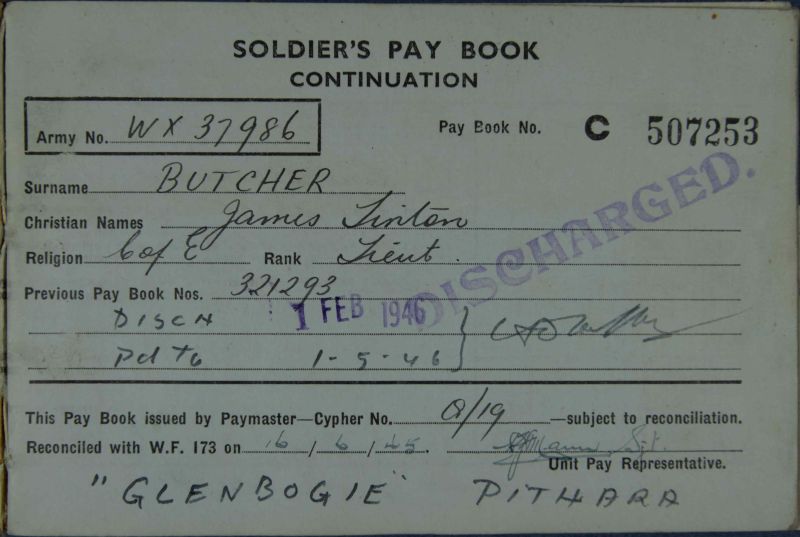 SOLDIER'S PAY BOOK
CONTINUATION
Army No. WX 37986
Pay Book No. C 507253
Surname BUTCHER
Christian Names James Linton
Religion C of E Rank Lieut.
DISCHARGED.
Previous Pay Book Nos. 321293
DISCH 1 FEB 1946
Pd to 1-5-46
This Pay Book issued by Paymaster—Cypher No. Q/19 —subject to reconciliation.
Reconciled with W.F. 173 on 6/6/45. Sgt.
Unit Pay Representative.
"GLENBOGIE" PITHARA